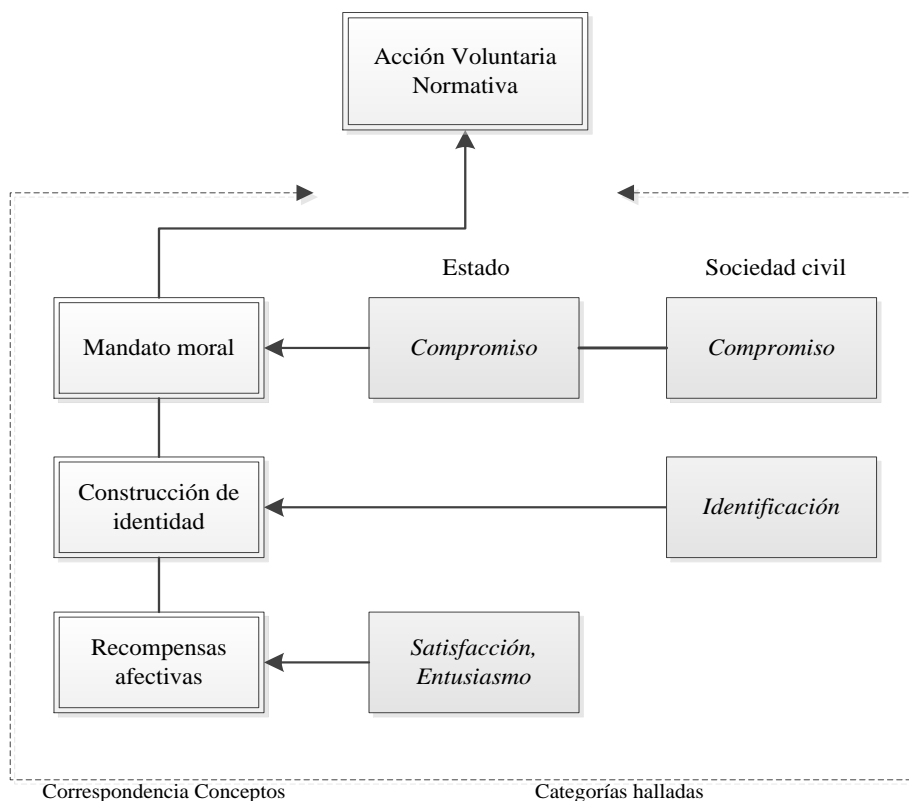 Acción Voluntaria
Normativa
Estado
Sociedad civil
Mandato moral
Compromiso
Compromiso
Construcción de
identidad
Identificación
Recompensas
afectivas
Satisfacción,
Entusiasmo
Correspondencia Conceptos
Categorías halladas